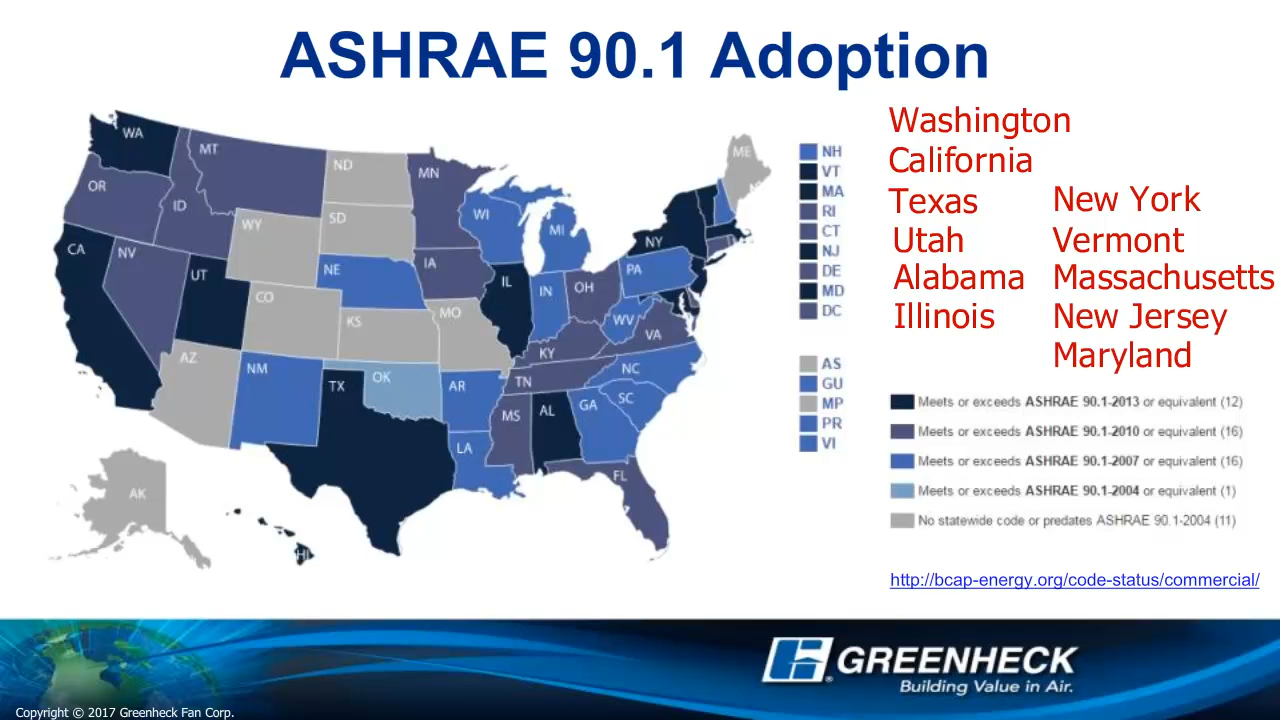 ASHRAE 90.1 Adoption
WA
MT
ND
MN
ME
OR
ID
SD
WI
MI
NY
WY
CA
NV
UT
NE
IA
PA
IL
IN
OH
CO
KS
MO
WV
VA
KY
AZ
NM
OK
AR
TN
NC
SC
TX
MS
AL
GA
LA
FL
AK
HI
NH
VT
MA
RI
CT
NJ
DE
MD
DC
AS
GU
MP
PR
VI
Washington
California
Texas
Utah
Alabama
Illinois
New York
Vermont
Massachusetts
New Jersey
Maryland
Meets or exceeds ASHRAE 90.1-2013 or equivalent (12)
Meets or exceeds ASHRAE 90.1-2010 or equivalent (16)
Meets or exceeds ASHRAE 90.1-2007 or equivalent (16)
Meets or exceeds ASHRAE 90.1-2004 or equivalent (1)
No statewide code or predates ASHRAE 90.1-2004 (11)
http://bcap-energy.org/code-status/commercial/
GREENHECK
Building Value in Air.
Copyright © 2017 Greenheck Fan Corp.